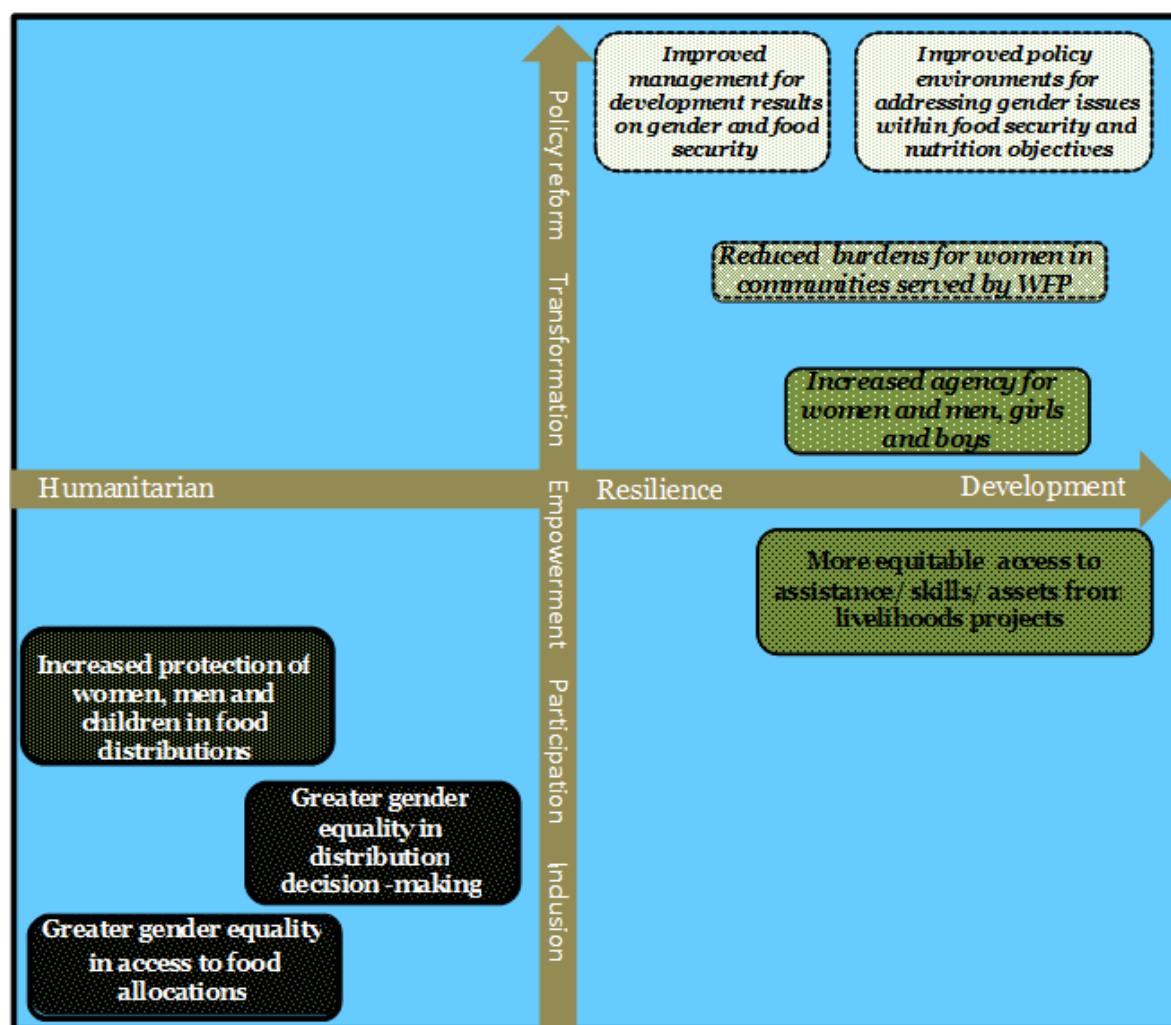 Improved
management for
development results
on gender and food
security
Improved policy
environments for
addressing gender issues
within food security and
nutrition objectives
Policy reform
Reduced burdens for women in
communities served by WFP
Transformation
Increased agency for
women and men, girls
and boys
Humanitarian
Resilience
Development
Empowerment
More equitable access to
assistance/ skills/ assets from
livelihoods projects
Increased protection of
women, men and
children in food
distributions
Participation
Greater gender
equality in
distribution
decision -making
Inclusion
Greater gender equality
in access to food
allocations